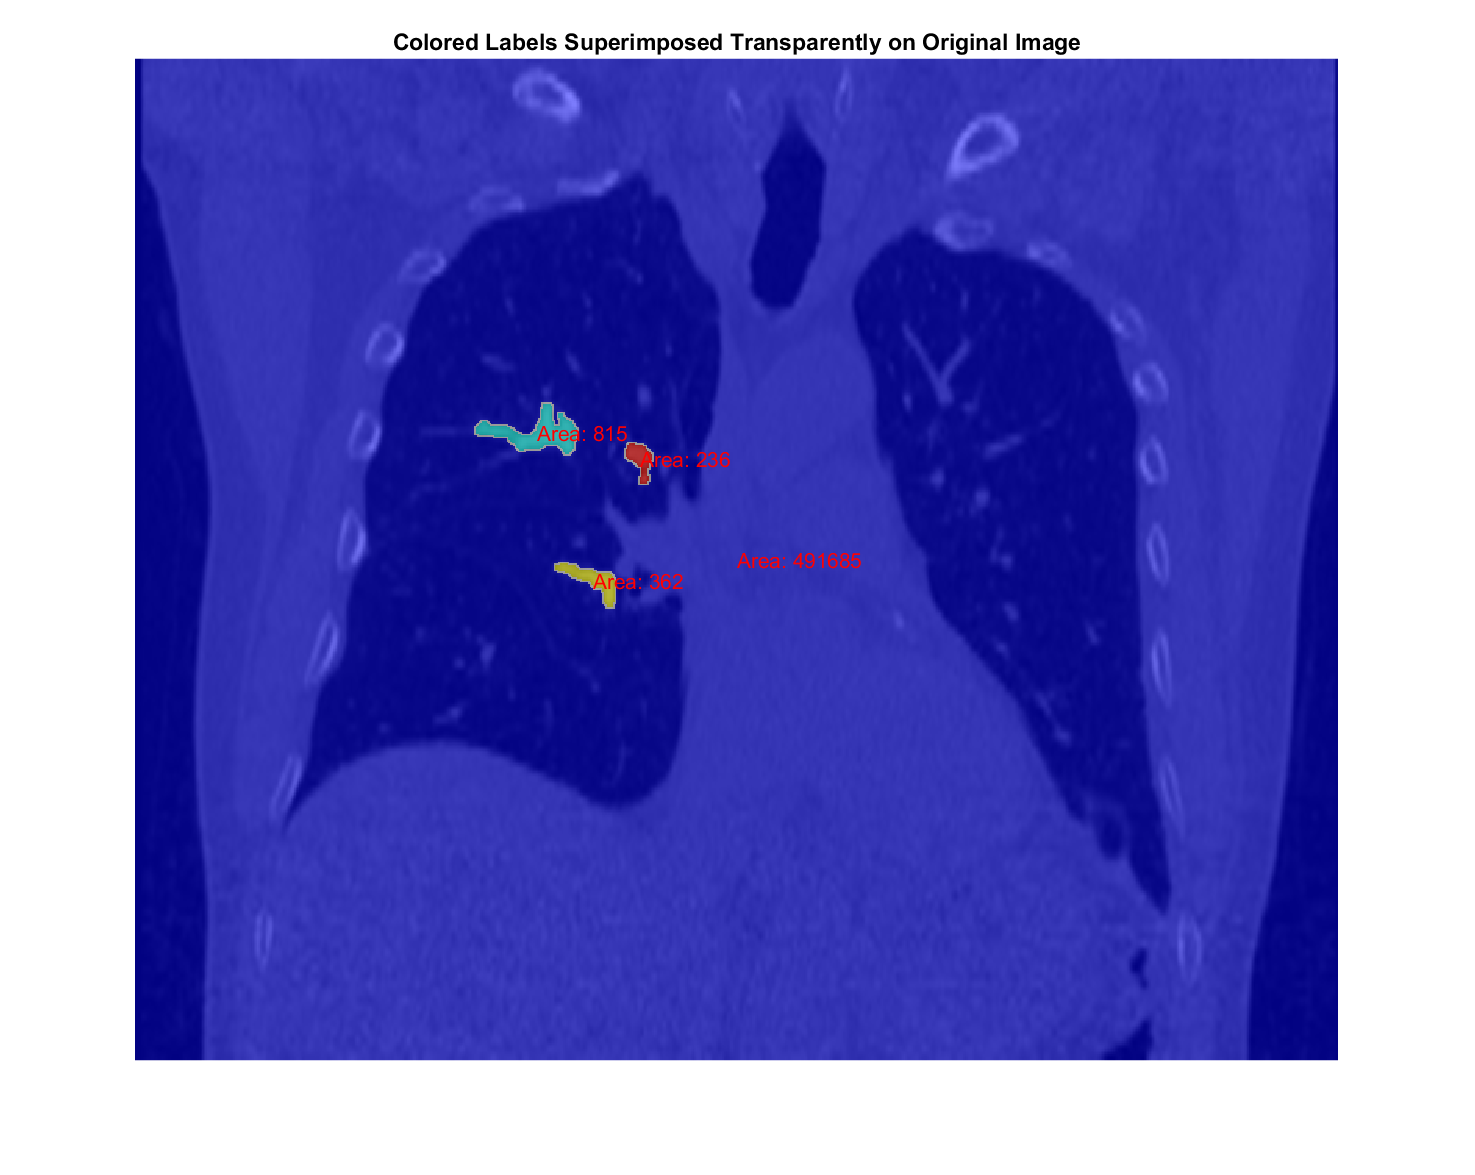 Colored Labels Superimposed Transparently on Original Image
Area: 815
Area: 236
Area: 491685
Area: 362